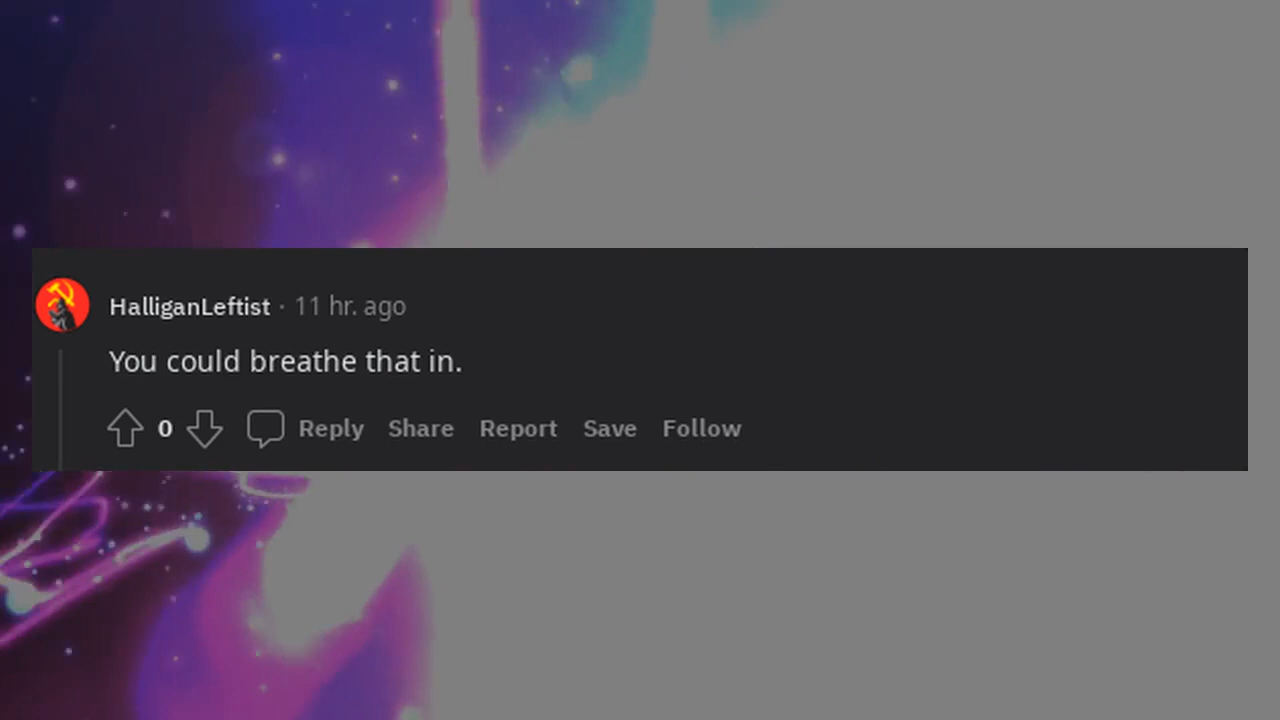 HalliganLeftist · 11 hr. ago
You could breathe that in.
0 Reply Share Report Save Follow